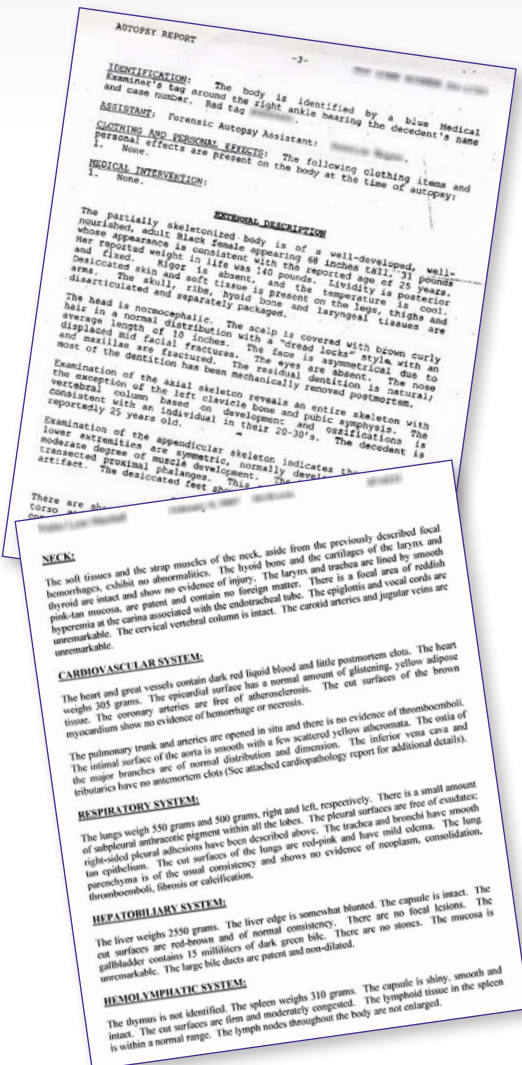 AUTOPSY REPORT
-3-
IDENTIFICATION: The body is identified by a blue Medical
Examiner's tag around the right ankle bearing the decedent's name
and case number. Red tag
ASSISTANT: Forensic Autopsy Assistant:
CLOTHING AND PERSONAL EFFECTS: The following clothing items and
personal effects are present on the body at the time of autopsy:
1. None.
MEDICAL INTERVENTION:
1. None.
EXTERNAL DESCRIPTION
The partially skeletonized body is of a well-developed, well-
nourished, adult Black female appearing 68 inches tall, 31 pounds
whose appearance is consistent with the reported age of 25 years.
Her reported weight in life was 140 pounds. Lividity is posterior
and fixed. Rigor is absent, and the temperature is cool.
Desiccated skin and soft tissue is present on the legs, thighs and
arms. The skull, ribs, hyoid bone and laryngeal tissues are
disarticulated and separately packaged.
The head is normocephalic. The scalp is covered with brown curly
hair in a normal distribution with a "dread locks" style with an
average length of 10 inches. The face is asymmetrical due to
displaced mid facial fractures. The eyes are absent. The nose
and maxillae are fractured. The residual dentition is natural;
most of the dentition has been mechanically removed postmortem.
Examination of the axial skeleton reveals an entire skeleton with
the exception of the left clavicle bone and pubic symphysis. The
vertebral column based on development and ossifications is
consistent with an individual in their 20-30's. The decedent is
reportedly 25 years old.
Examination of the appendicular skeleton indicates
lower extremities are symmetric, normally
moderate degree of muscle development.
transected proximal phalanges. This
artifact. The desiccated feet
There are
torso
NECK:
The soft tissues and the strap muscles of the neck, aside from the previously described focal
hemorrhages, exhibit no abnormalities. The hyoid bone and the cartilages of the larynx and
thyroid are intact and show no evidence of injury. The larynx and trachea are lined by smooth
pink-tan mucosa, are patent and contain no foreign matter. There is a focal area of reddish
hyperemia at the carina associated with the endotracheal tube. The epiglottis and vocal cords are
unremarkable. The cervical vertebral column is intact. The carotid arteries and jugular veins are
unremarkable.
CARDIOVASCULAR SYSTEM:
The heart and great vessels contain dark red liquid blood and little postmortem clots. The heart
weighs 305 grams. The epicardial surface has a normal amount of glistening, yellow adipose
tissue. The coronary arteries are free of atherosclerosis. The cut surfaces of the brown
myocardium show no evidence of hemorrhage or necrosis.
The pulmonary trunk and arteries are opened in situ and there is no evidence of thromboemboli.
The intimal surface of the aorta is smooth with a few scattered yellow atheromata. The ostia of
the major branches are of normal distribution and dimension. The inferior vena cava and
tributaries have no antemortem clots (See attached cardiopathology report for additional details).
RESPIRATORY SYSTEM:
The lungs weigh 550 grams and 500 grams, right and left, respectively. There is a small amount
of subpleural anthracotic pigment within all the lobes. The pleural surfaces are free of exudates;
right-sided pleural adhesions have been described above. The trachea and bronchi have smooth
tan epithelium. The cut surfaces of the lungs are red-pink and have mild edema. The lung
parenchyma is of the usual consistency and shows no evidence of neoplasm, consolidation,
thromboemboli, fibrosis or calcification.
HEPATOBILIARY SYSTEM:
The liver weighs 2550 grams. The liver edge is somewhat blunted. The capsule is intact. The
cut surfaces are red-brown and of normal consistency. There are no focal lesions. The
gallbladder contains 15 milliliters of dark green bile. There are no stones. The mucosa is
unremarkable. The large bile ducts are patent and non-dilated.
HEMOLYMPHATIC SYSTEM:
The thymus is not identified. The spleen weighs 310 grams. The capsule is shiny, smooth and
intact. The cut surfaces are firm and moderately congested. The lymphoid tissue in the spleen
is within a normal range. The lymph nodes throughout the body are not enlarged.